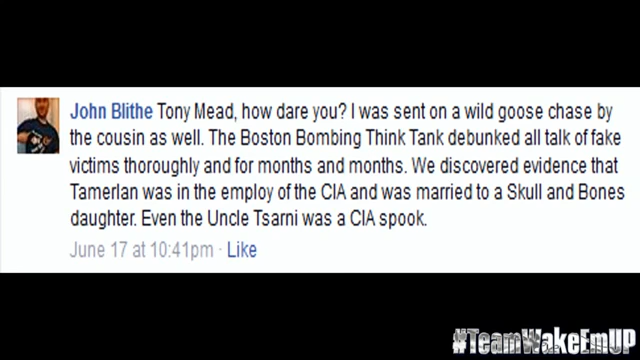 John Blithe Tony Mead, how dare you? I was sent on a wild goose chase by
the cousin as well. The Boston Bombing Think Tank debunked all talk of fake
victims thoroughly and for months and months. We discovered evidence that
Tamerlan was in the employ of the CIA and was married to a Skull and Bones
daughter. Even the Uncle Tsarni was a CIA spook.
June 17 at 10:41pm · Like
#TeamWakeEmUP